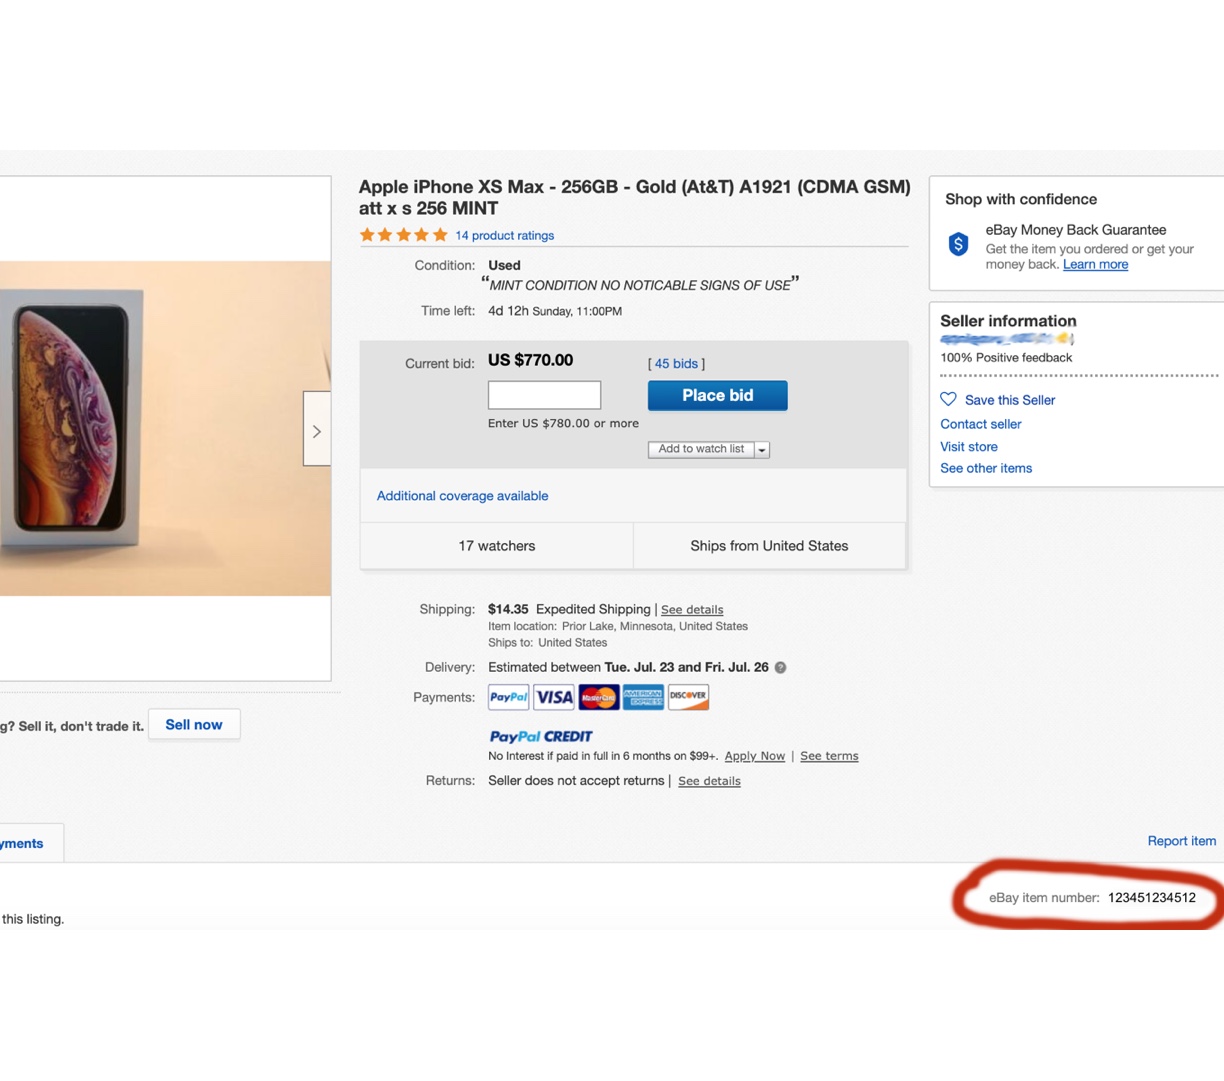 Apple iPhone XS Max - 256GB - Gold (At&T) A1921 (CDMA GSM)
att x s 256 MINT
14 product ratings
Condition: Used
“MINT CONDITION NO NOTICABLE SIGNS OF USE”
Time left: 4d 12h Sunday, 11:00PM
Current bid: US $770.00 [ 45 bids ]
Place bid
Enter US $780.00 or more
Add to watch list
Additional coverage available
17 watchers Ships from United States
Shipping: $14.35 Expedited Shipping | See details
Item location: Prior Lake, Minnesota, United States
Ships to: United States
Delivery: Estimated between Tue. Jul. 23 and Fri. Jul. 26 ?
Payments: PayPal VISA MasterCard AMERICAN EXPRESS DISCOVER
PayPal CREDIT
No Interest if paid in full in 6 months on $99+. Apply Now | See terms
Returns: Seller does not accept returns | See details
Shop with confidence
$
eBay Money Back Guarantee
Get the item you ordered or get your
money back. Learn more
Seller information
100% Positive feedback
Save this Seller
Contact seller
Visit store
See other items
g? Sell it, don't trade it. Sell now
yments
Report item
eBay item number: 123451234512
this listing.